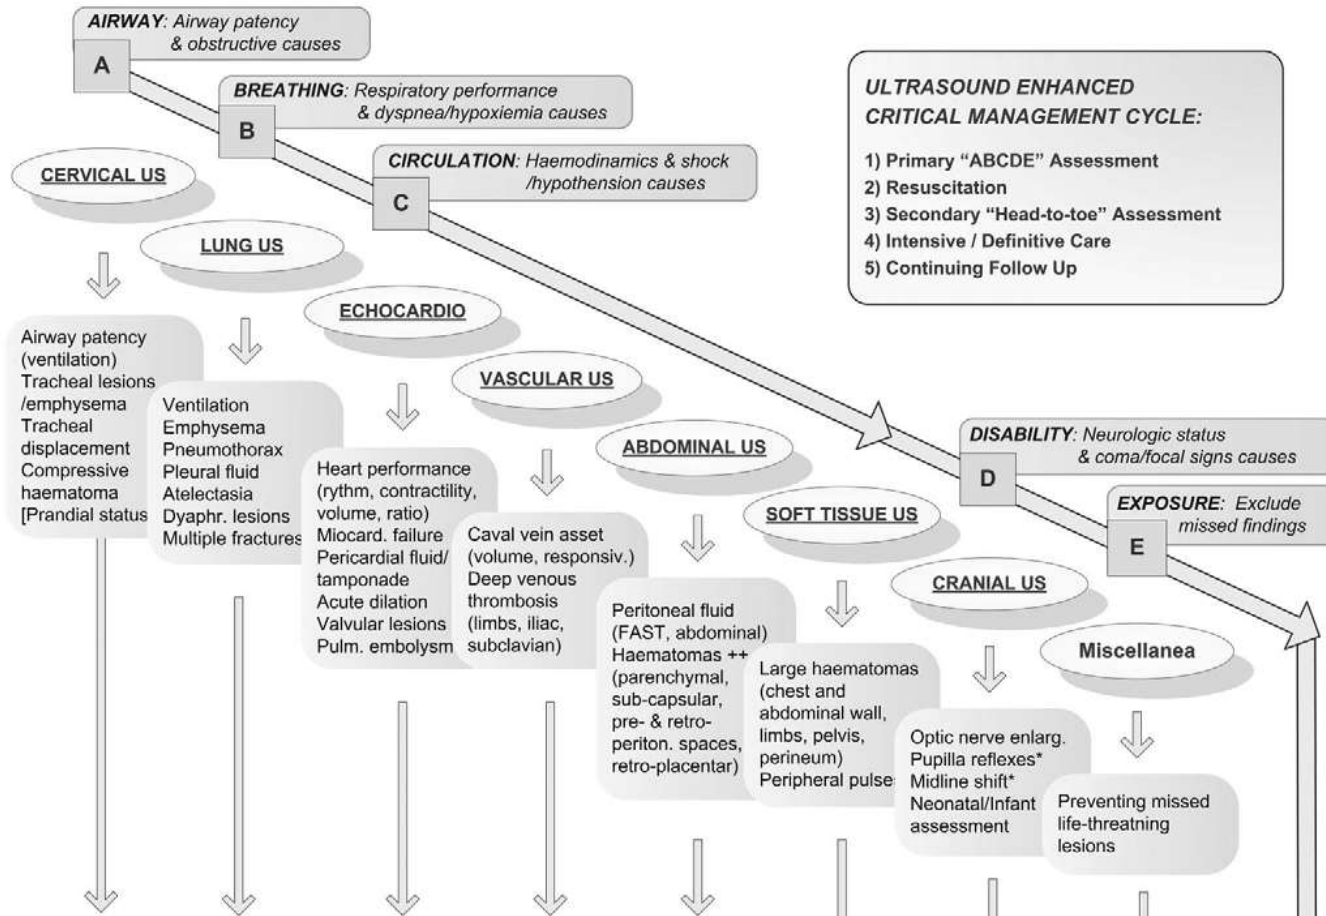 AIRWAY: Airway patency
& obstructive causes
A
BREATHING: Respiratory performance
& dyspnea/hypoxiemia causes
B
CIRCULATION: Haemodinamics & shock
/hypothension causes
C
ULTRASOUND ENHANCED
CRITICAL MANAGEMENT CYCLE:
1) Primary “ABCDE” Assessment
2) Resuscitation
3) Secondary “Head-to-toe” Assessment
4) Intensive / Definitive Care
5) Continuing Follow Up
DISABILITY: Neurologic status
& coma/focal signs causes
D
EXPOSURE: Exclude
missed findings
E
CERVICAL US
Airway patency
(ventilation)
Tracheal lesions
/emphysema
Tracheal
displacement
Compressive
haematoma
[Prandial status
LUNG US
Ventilation
Emphysema
Pneumothorax
Pleural fluid
Atelectasia
Dyaphr. lesions
Multiple fractures
ECHOCARDIO
Heart performance
(rythm, contractility,
volume, ratio)
Miocard. failure
Pericardial fluid/
tamponade
Acute dilation
Valvular lesions
Pulm. embolysm
VASCULAR US
Caval vein asset
(volume, responsiv.)
Deep venous
thrombosis
(limbs, iliac,
subclavian)
ABDOMINAL US
Peritoneal fluid
(FAST, abdominal)
Haematomas ++
(parenchymal,
sub-capsular,
pre- & retro-
periton. spaces,
retro-placentar)
SOFT TISSUE US
Large haematomas
(chest and
abdominal wall,
limbs, pelvis,
perineum)
Peripheral pulses
CRANIAL US
Optic nerve enlarg.
Pupilla reflexes*
Midline shift*
Neonatal/Infant
assessment
Miscellanea
Preventing missed
life-threatning
lesions